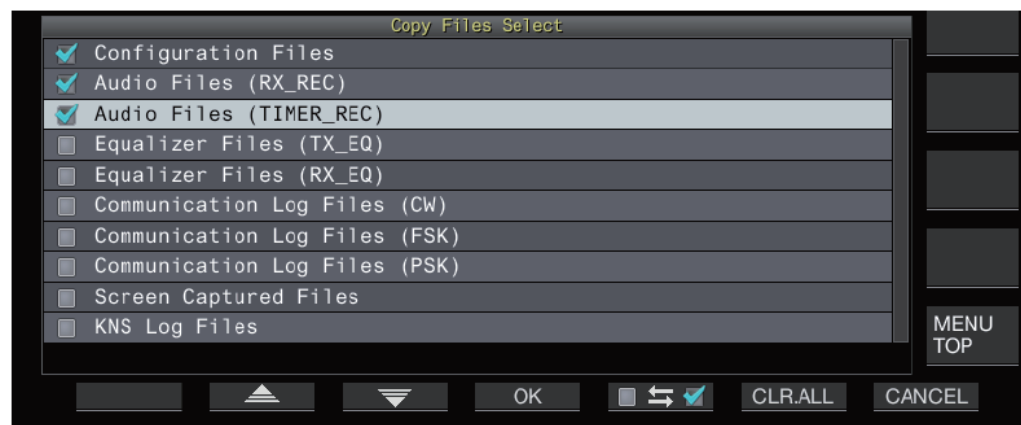 Copy Files Select
Configuration Files
Audio Files (RX_REC)
Audio Files (TIMER_REC)
Equalizer Files (TX_EQ)
Equalizer Files (RX_EQ)
Communication Log Files (CW)
Communication Log Files (FSK)
Communication Log Files (PSK)
Screen Captured Files
KNS Log Files
MENU
TOP
OK
CLR.ALL
CANCEL